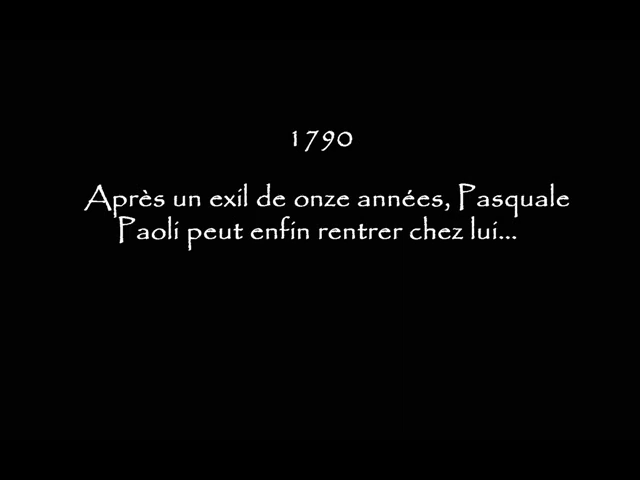 1790
Après un exil de onze années, Pasquale
Paoli peut enfin rentrer chez lui...